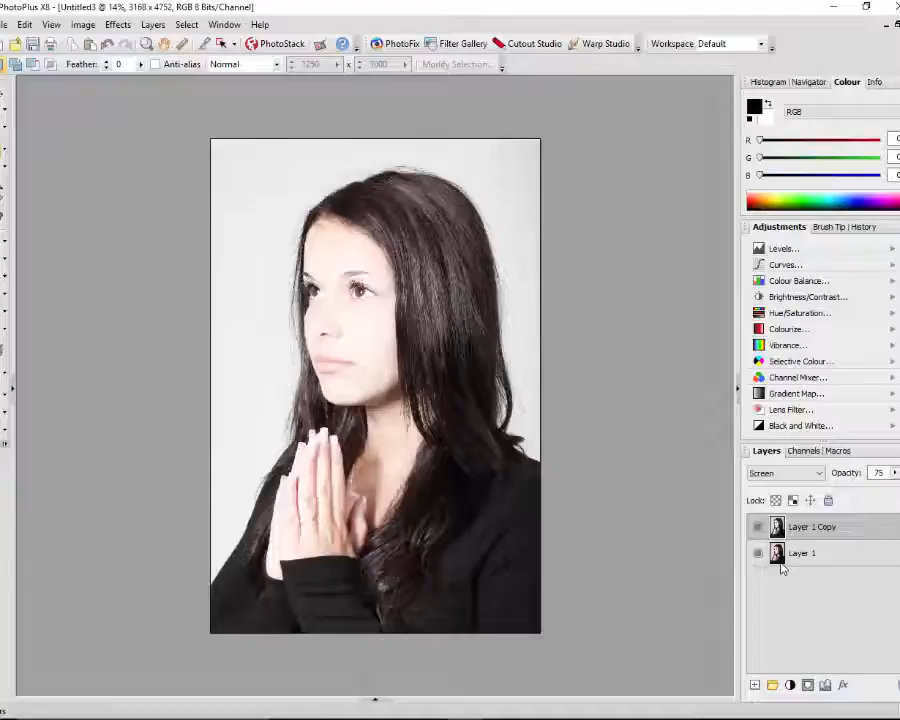 PhotoPlus X8 - [Untitled3 @ 14%, 3168 x 4752, RGB 8 Bits/Channel]
Edit View Image Effects Layers Select Window Help
PhotoStack PhotoFix Filter Gallery Cutout Studio Warp Studio Workspace Default
Feather: 0 Anti-alias Normal 1250 x 1000 Modify Selection...
Histogram Navigator Colour Info
RGB
R
G
B
Adjustments Brush Tip History
Levels...
Curves...
Colour Balance...
Brightness/Contrast...
Hue/Saturation...
Colourize...
Vibrance...
Selective Colour...
Channel Mixer...
Gradient Map...
Lens Filter...
Black and White...
Layers Channels Macros
Screen Opacity: 75
Lock:
Layer 1 Copy
Layer 1
fx